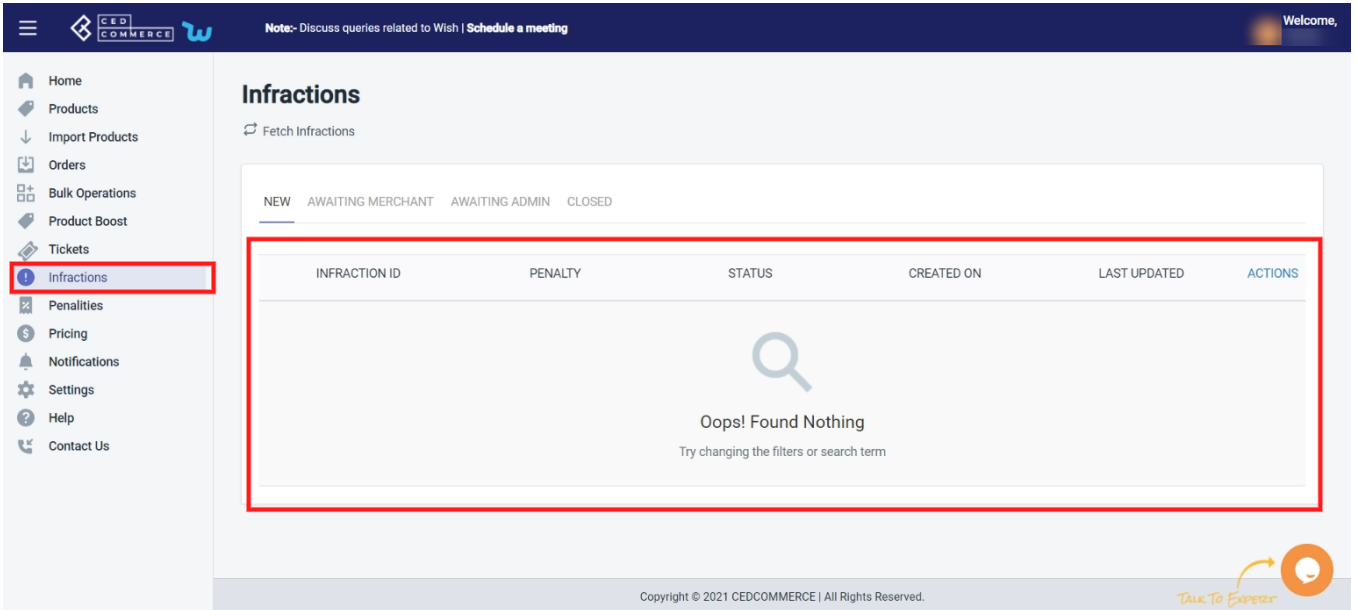 CED
COMMERCE
Note:- Discuss queries related to Wish | Schedule a meeting
Welcome,
Home
Products
Import Products
Orders
Bulk Operations
Product Boost
Tickets
Infractions
Penalities
Pricing
Notifications
Settings
Help
Contact Us
Infractions
Fetch Infractions
NEW AWAITING MERCHANT AWAITING ADMIN CLOSED
INFRACTION ID PENALTY STATUS CREATED ON LAST UPDATED ACTIONS
Oops! Found Nothing
Try changing the filters or search term
Copyright © 2021 CEDCOMMERCE | All Rights Reserved.
TALK TO EXPERT